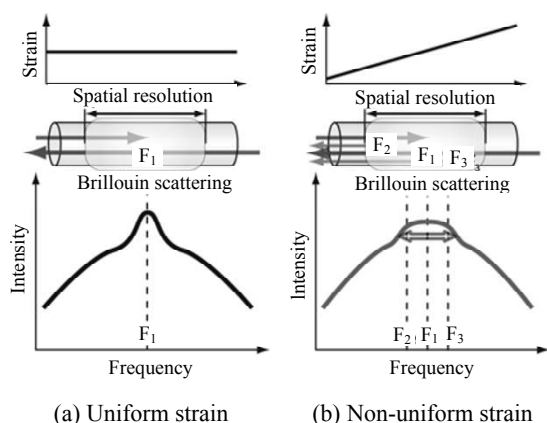 Strain
Spatial resolution
F1
Brillouin scattering
Intensity
F1
Frequency
(a) Uniform strain
Strain
Spatial resolution
F2 F1 F3 3
Brillouin scattering
Intensity
F2 F1 F3
Frequency
(b) Non-uniform strain